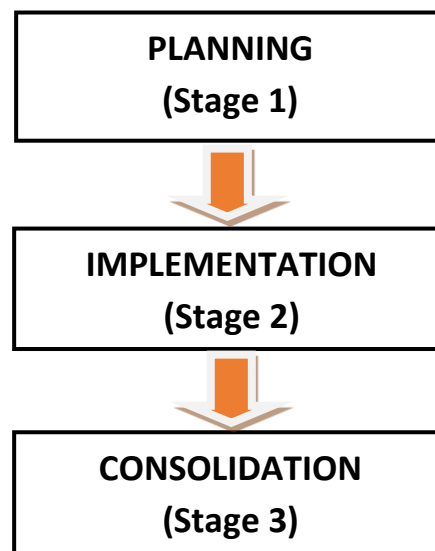 PLANNING
(Stage 1)
IMPLEMENTATION
(Stage 2)
CONSOLIDATION
(Stage 3)